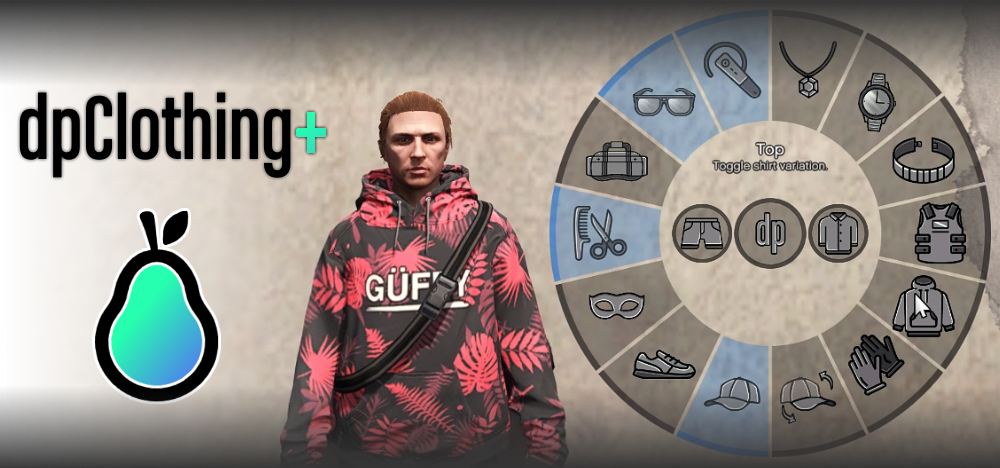 dpClothing+
GÜFFY
Top
Toggle shirt variation.
dp